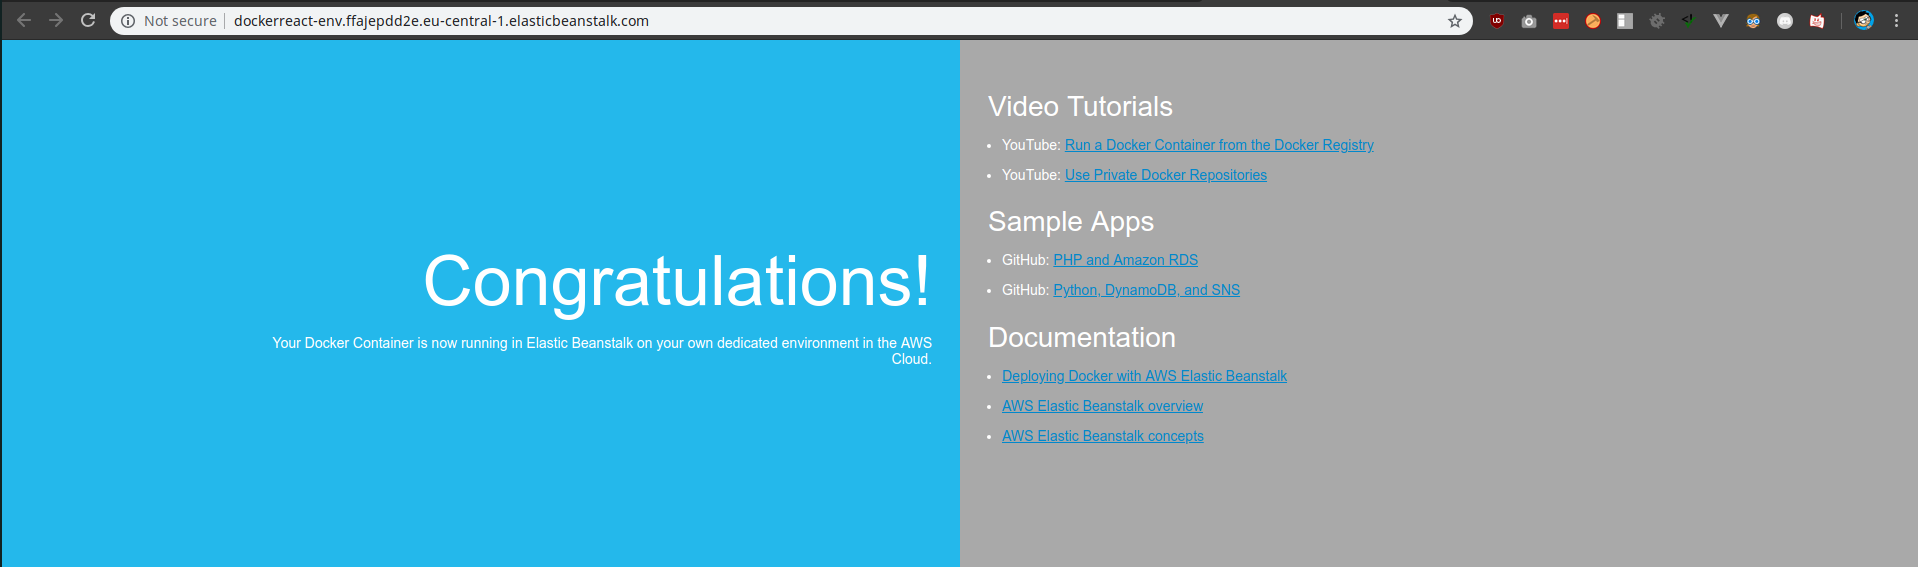 Not secure dockerreact-env.ffajepdd2e.eu-central-1.elasticbeanstalk.com
Congratulations!
Your Docker Container is now running in Elastic Beanstalk on your own dedicated environment in the AWS
Cloud.
Video Tutorials
YouTube: Run a Docker Container from the Docker Registry
YouTube: Use Private Docker Repositories
Sample Apps
GitHub: PHP and Amazon RDS
GitHub: Python, DynamoDB, and SNS
Documentation
Deploying Docker with AWS Elastic Beanstalk
AWS Elastic Beanstalk overview
AWS Elastic Beanstalk concepts